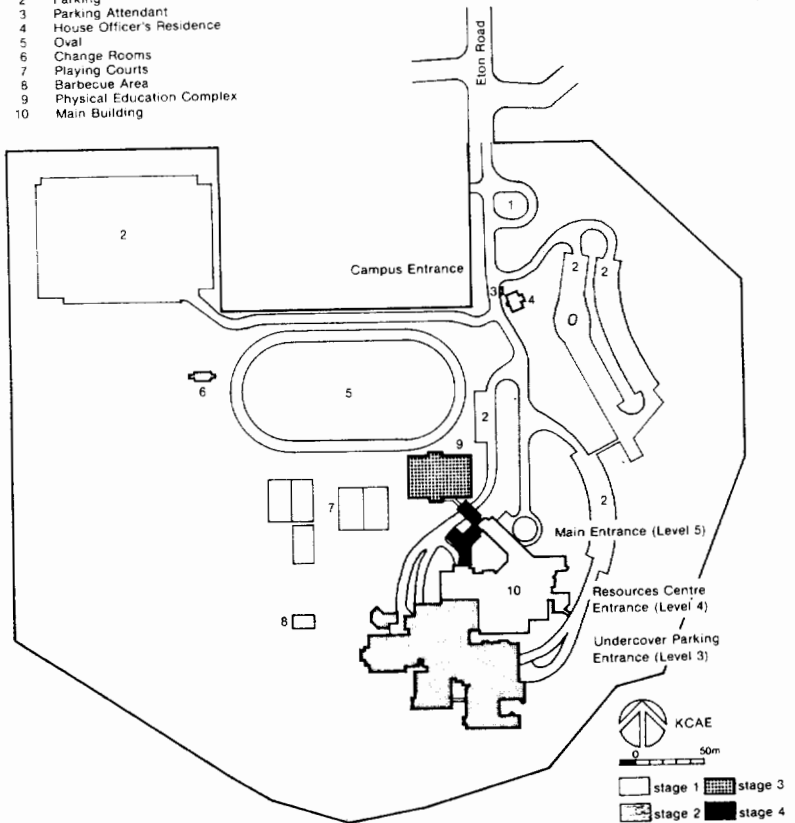 2 Parking
3 Parking Attendant
4 House Officer's Residence
5 Oval
6 Change Rooms
7 Playing Courts
8 Barbecue Area
9 Physical Education Complex
10 Main Building
Eton Road
1
2
Campus Entrance
2
2
3
4
6
5
2
9
7
2
Main Entrance (Level 5)
10
Resources Centre
Entrance (Level 4)
8
Undercover Parking
Entrance (Level 3)
KCAE
0 50m
stage 1
stage 3
stage 2
stage 4